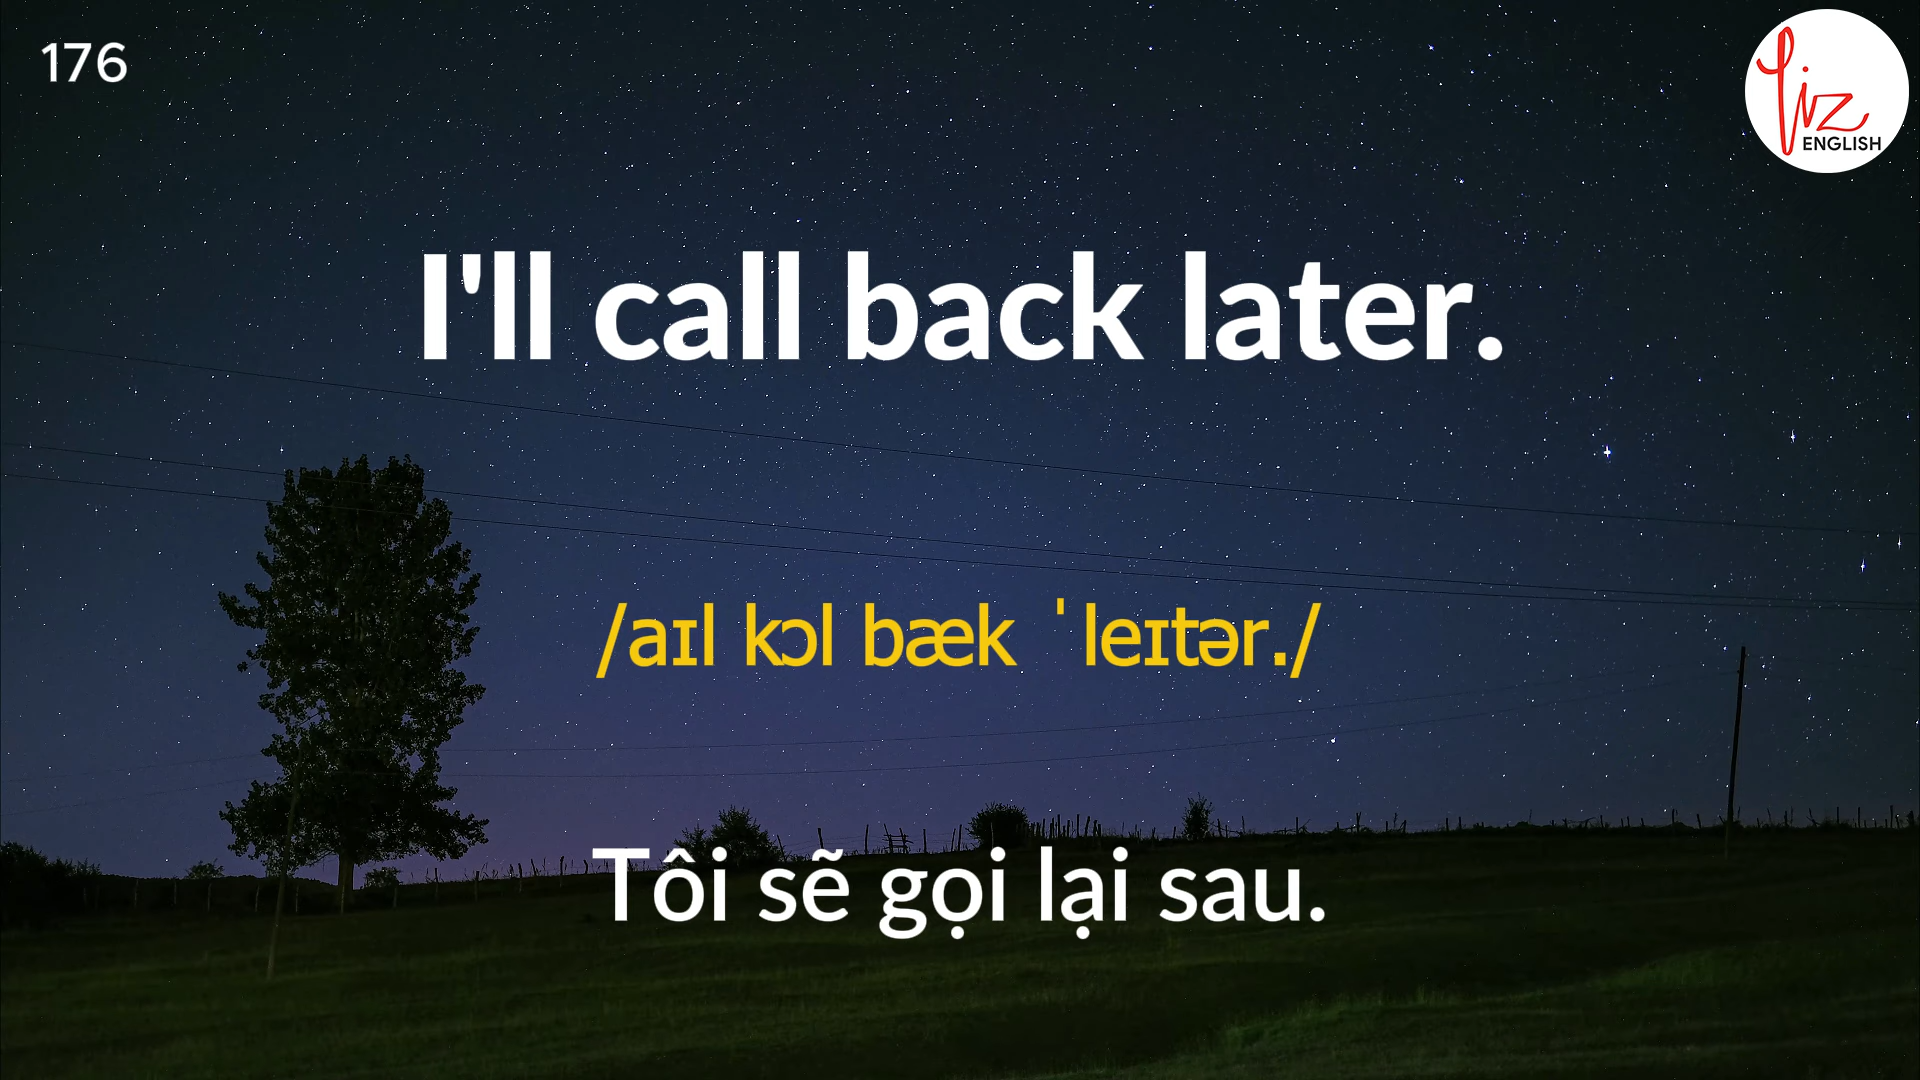 176
Liz
ENGLISH
I'll call back later.
/aɪl kɔl bæk ˈleɪtər./
Tôi sẽ gọi lại sau.